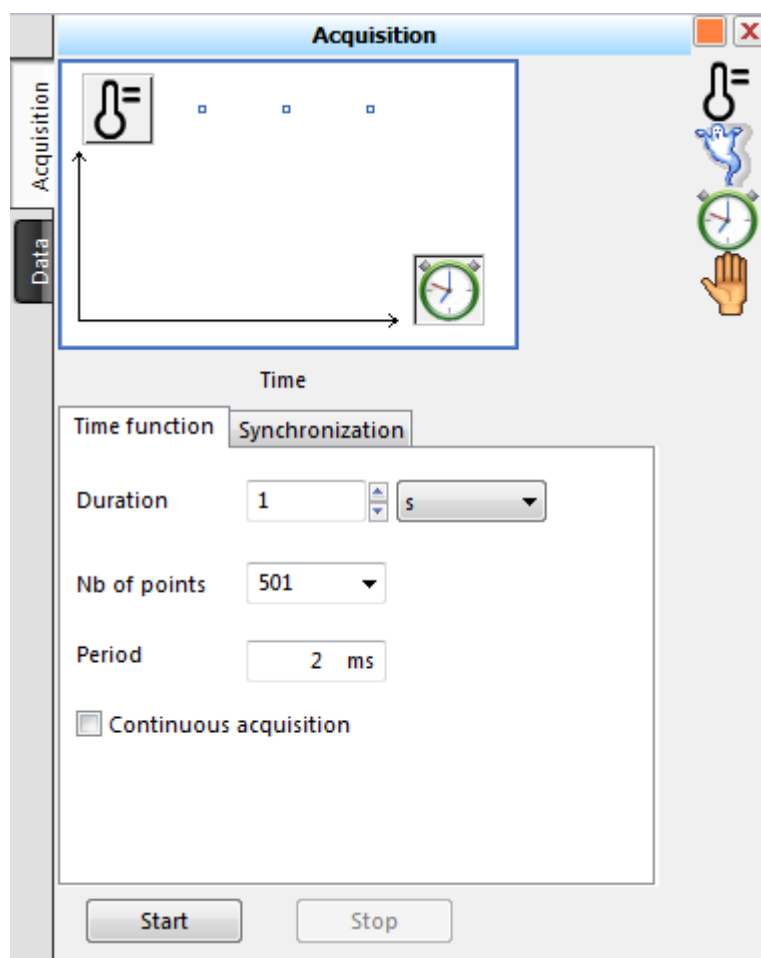 Acquisition
Acquisition
Data
Time
Time function
Synchronization
Duration
1
s
Nb of points
501
Period
2 ms
Continuous acquisition
Start
Stop